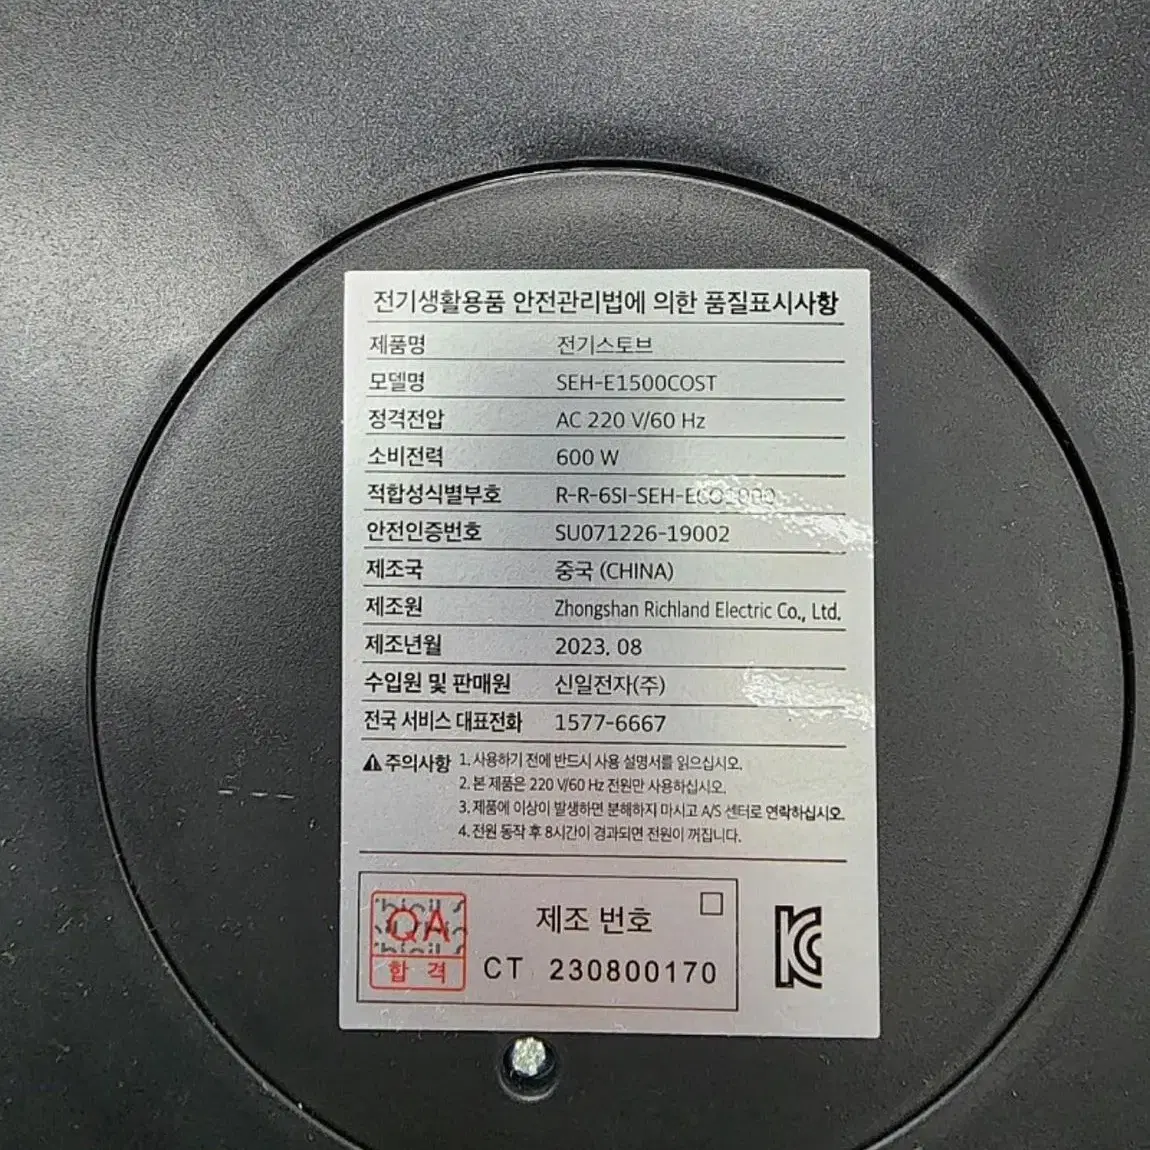 전기생활용품 안전관리법에 의한 품질표시사항
제품명 전기스토브
모델명 SEH-E1500COST
정격전압 AC 220 V/60 Hz
소비전력 600 W
적합성식별부호
안전인증번호 SU071226-19002
제조국 중국 (CHINA)
제조원 Zhongshan Richland Electric Co., Ltd.
제조년월 2023. 08
수입원 및 판매원 신일전자(주)
전국 서비스 대표전화 1577-6667
주의사항 1. 사용하기 전에 반드시 사용 설명서를 읽으십시오.
2. 본 제품은 220 V/60 Hz 전원만 사용하십시오.
3. 제품에 이상이 발생하면 분해하지 마시고 A/S 센터로 연락하십시오.
4. 전원 동작 후 8시간이 경과되면 전원이 꺼집니다.
QA
합격
제조 번호
CT 230800170